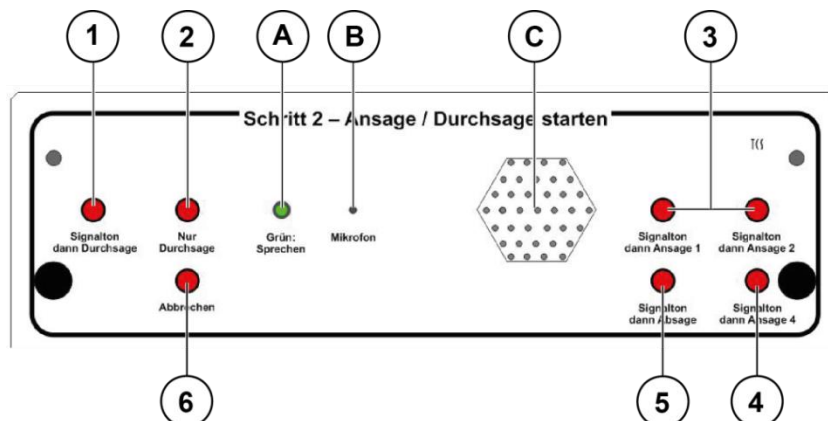 1 2 A B C 3
Schritt 2 – Ansage / Durchsage starten
TCS
Signalton
dann Durchsage
Nur
Durchsage
Grün:
Sprechen
Mikrofon
Signalton
dann Ansage 1
Signalton
dann Ansage 2
Abbrechen
Signalton
dann Absage
Signalton
dann Ansage 4
6 5 4